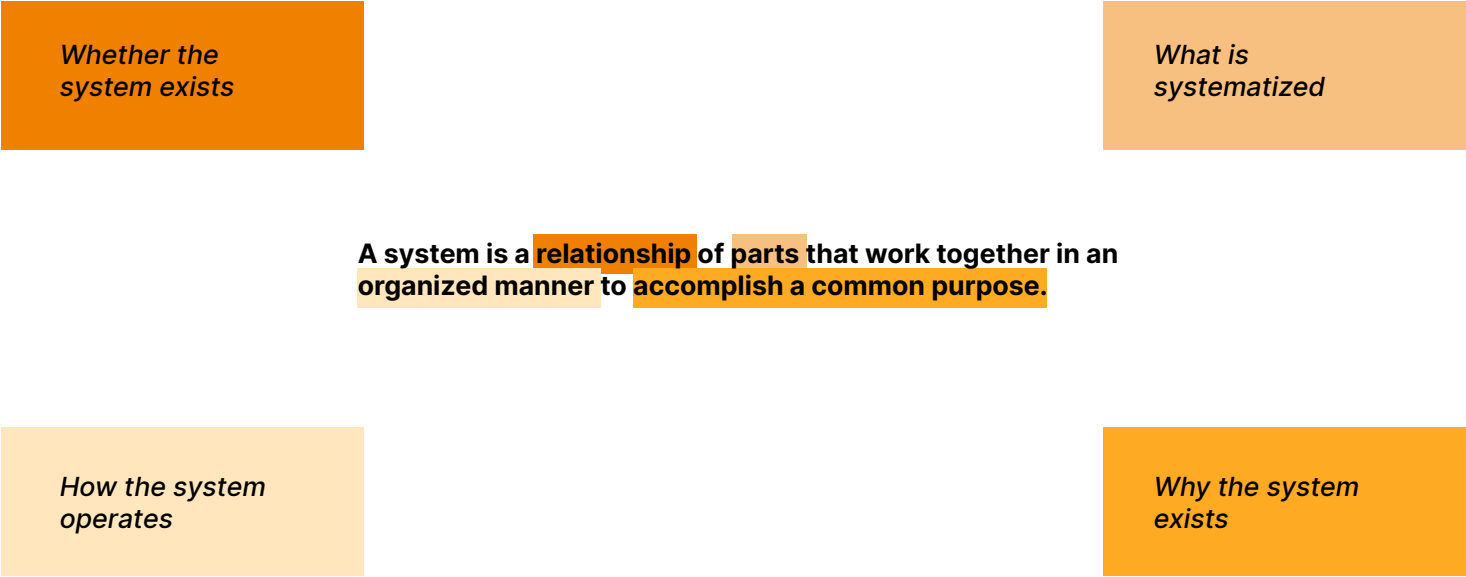 Whether the
system exists
What is
systematized
A system is a relationship of parts that work together in an
organized manner to accomplish a common purpose.
How the system
operates
Why the system
exists